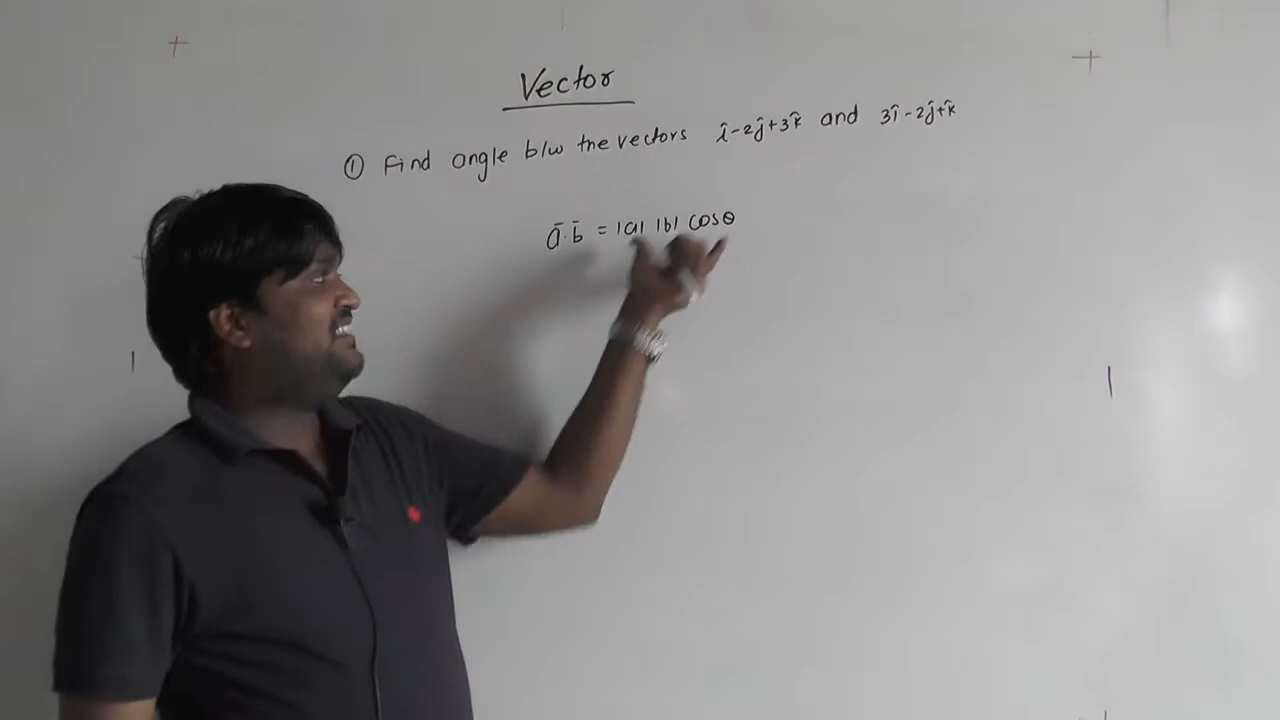 Vector
① Find angle b/w the vectors î-2ĵ+3k̂ and 3î-2ĵ+k̂
a̅.b̅ = |a| |b| cosθ